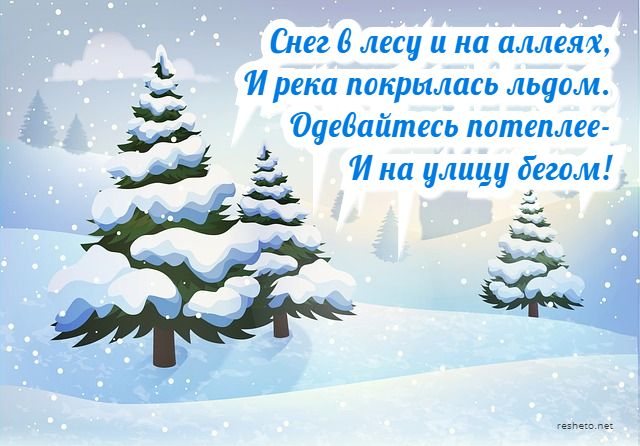 Снег в лесу и на аллеях,
И река покрылась льдом.
Одевайтесь потеплее-
И на улицу бегом!
resheto.net